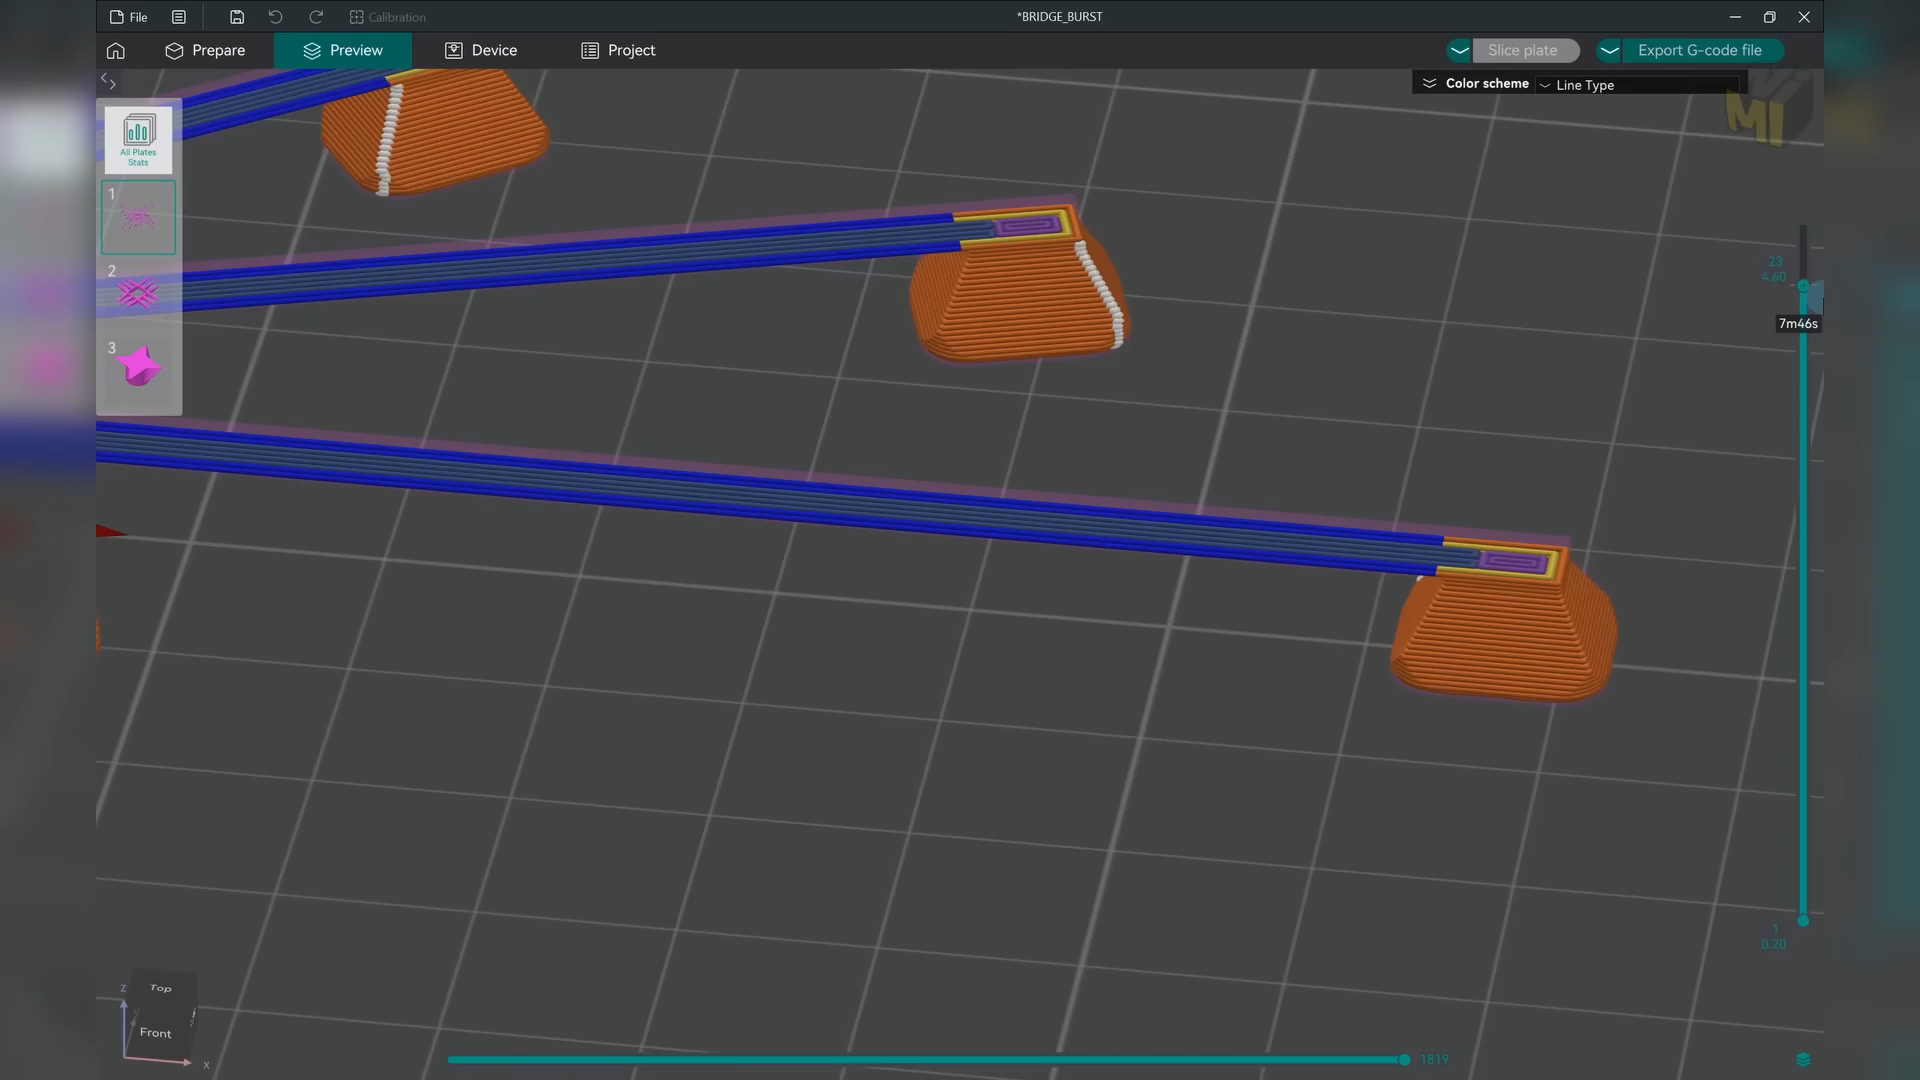 File
Calibration
*BRIDGE_BURST
Prepare
Preview
Device
Project
Slice plate
Export G-code file
Color scheme
Line Type
MI
All Plates
Stats
1
2
3
23
4.60
7m46s
1
0.20
Top
Front
z
y
x
1819